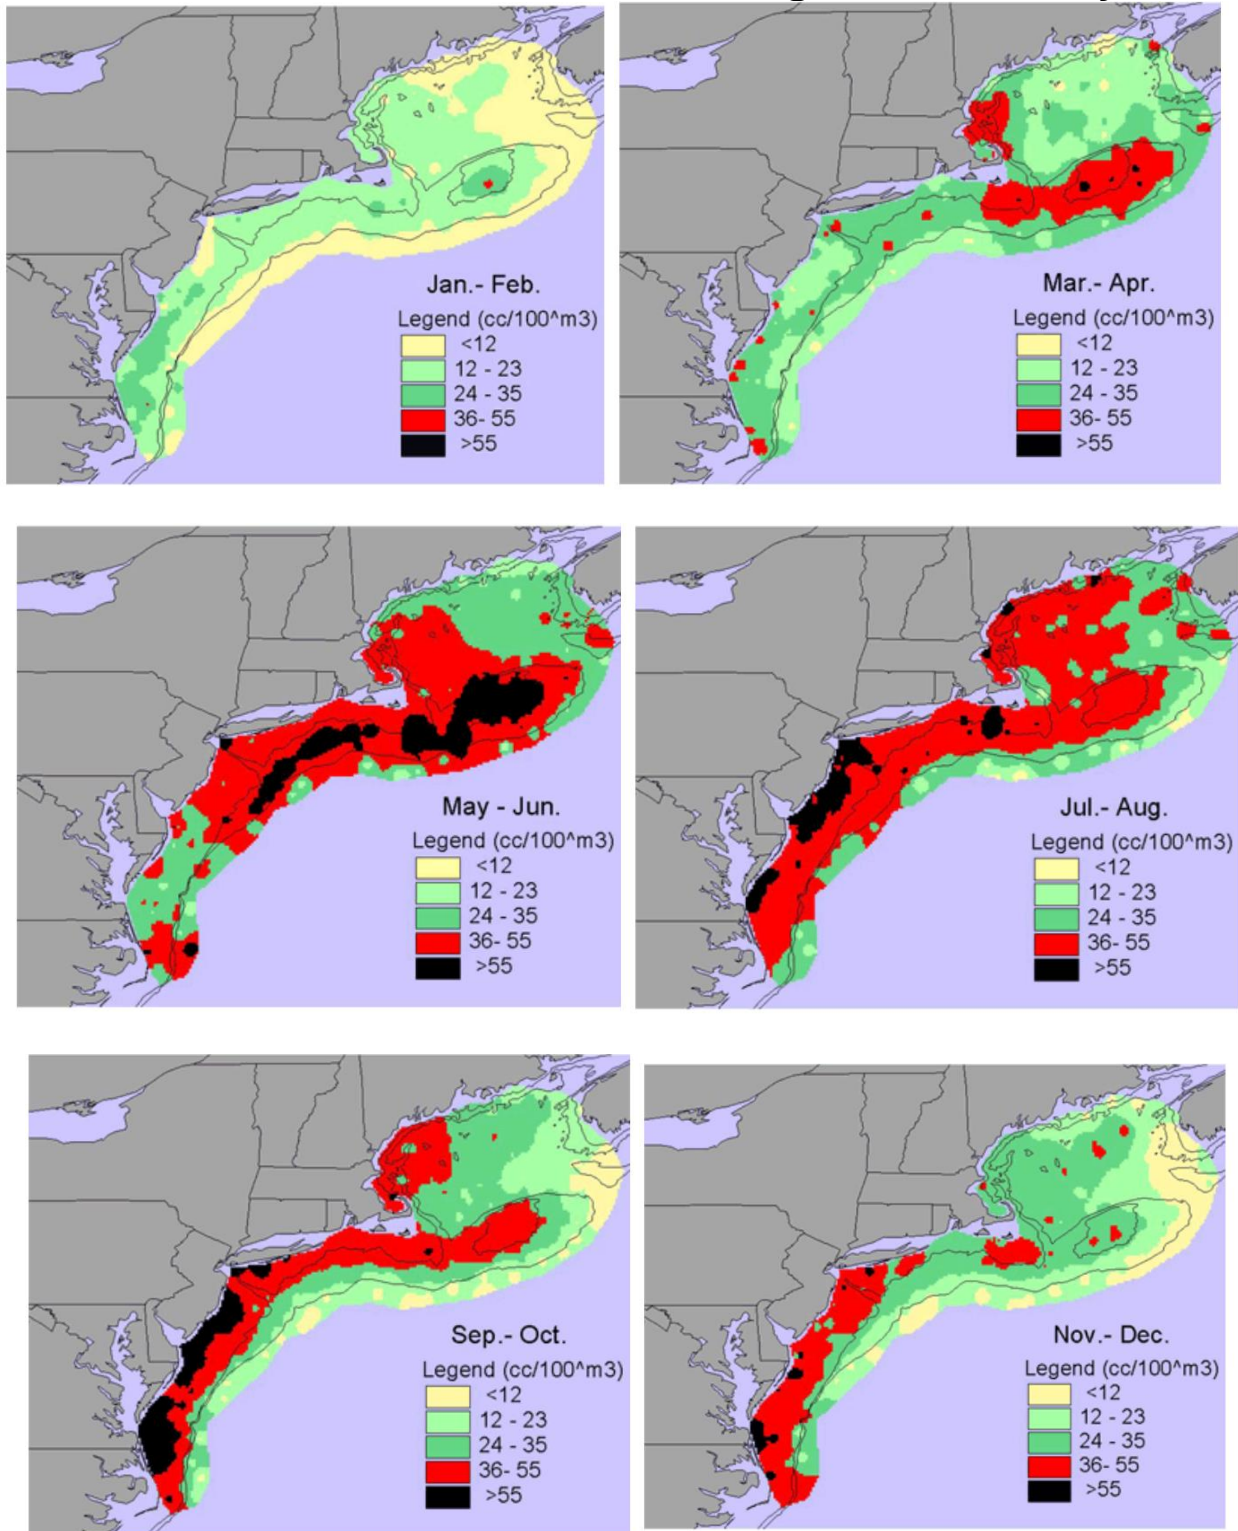 Jan.- Feb.
Legend (cc/100^m3)
<12
12 - 23
24 - 35
36- 55
>55
Mar.- Apr.
Legend (cc/100^m3)
<12
12 - 23
24 - 35
36- 55
>55
May - Jun.
Legend (cc/100^m3)
<12
12 - 23
24 - 35
36- 55
>55
Jul.- Aug.
Legend (cc/100^m3)
<12
12 - 23
24 - 35
36- 55
>55
Sep.- Oct.
Legend (cc/100^m3)
<12
12 - 23
24 - 35
36- 55
>55
Nov.- Dec.
Legend (cc/100^m3)
<12
12 - 23
24 - 35
36- 55
>55